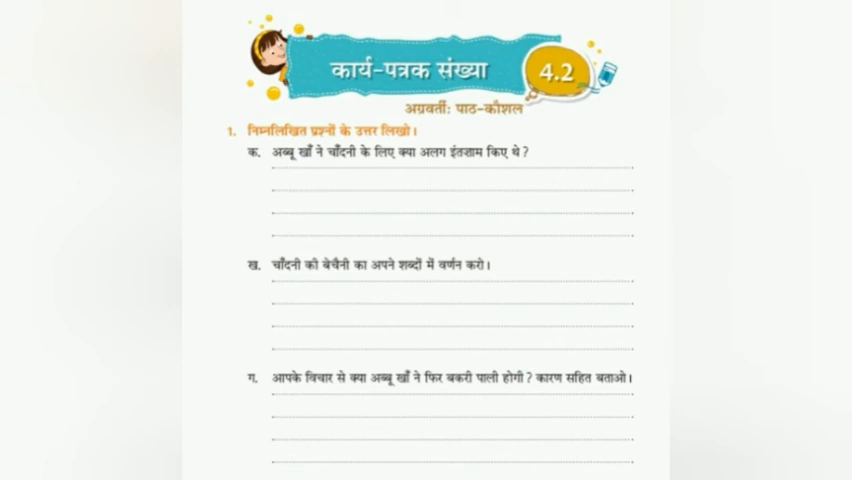 कार्य-पत्रक संख्या 4.2
अग्रवर्ती: पाठ-कौशल
1. निम्नलिखित प्रश्नों के उत्तर लिखो।
क. अब्बू खाँ ने चाँदनी के लिए क्या अलग इंतज़ाम किए थे?
ख. चाँदनी की बेचैनी का अपने शब्दों में वर्णन करो।
ग. आपके विचार से क्या अब्बू खाँ ने फिर बकरी पाली होगी? कारण सहित बताओ।